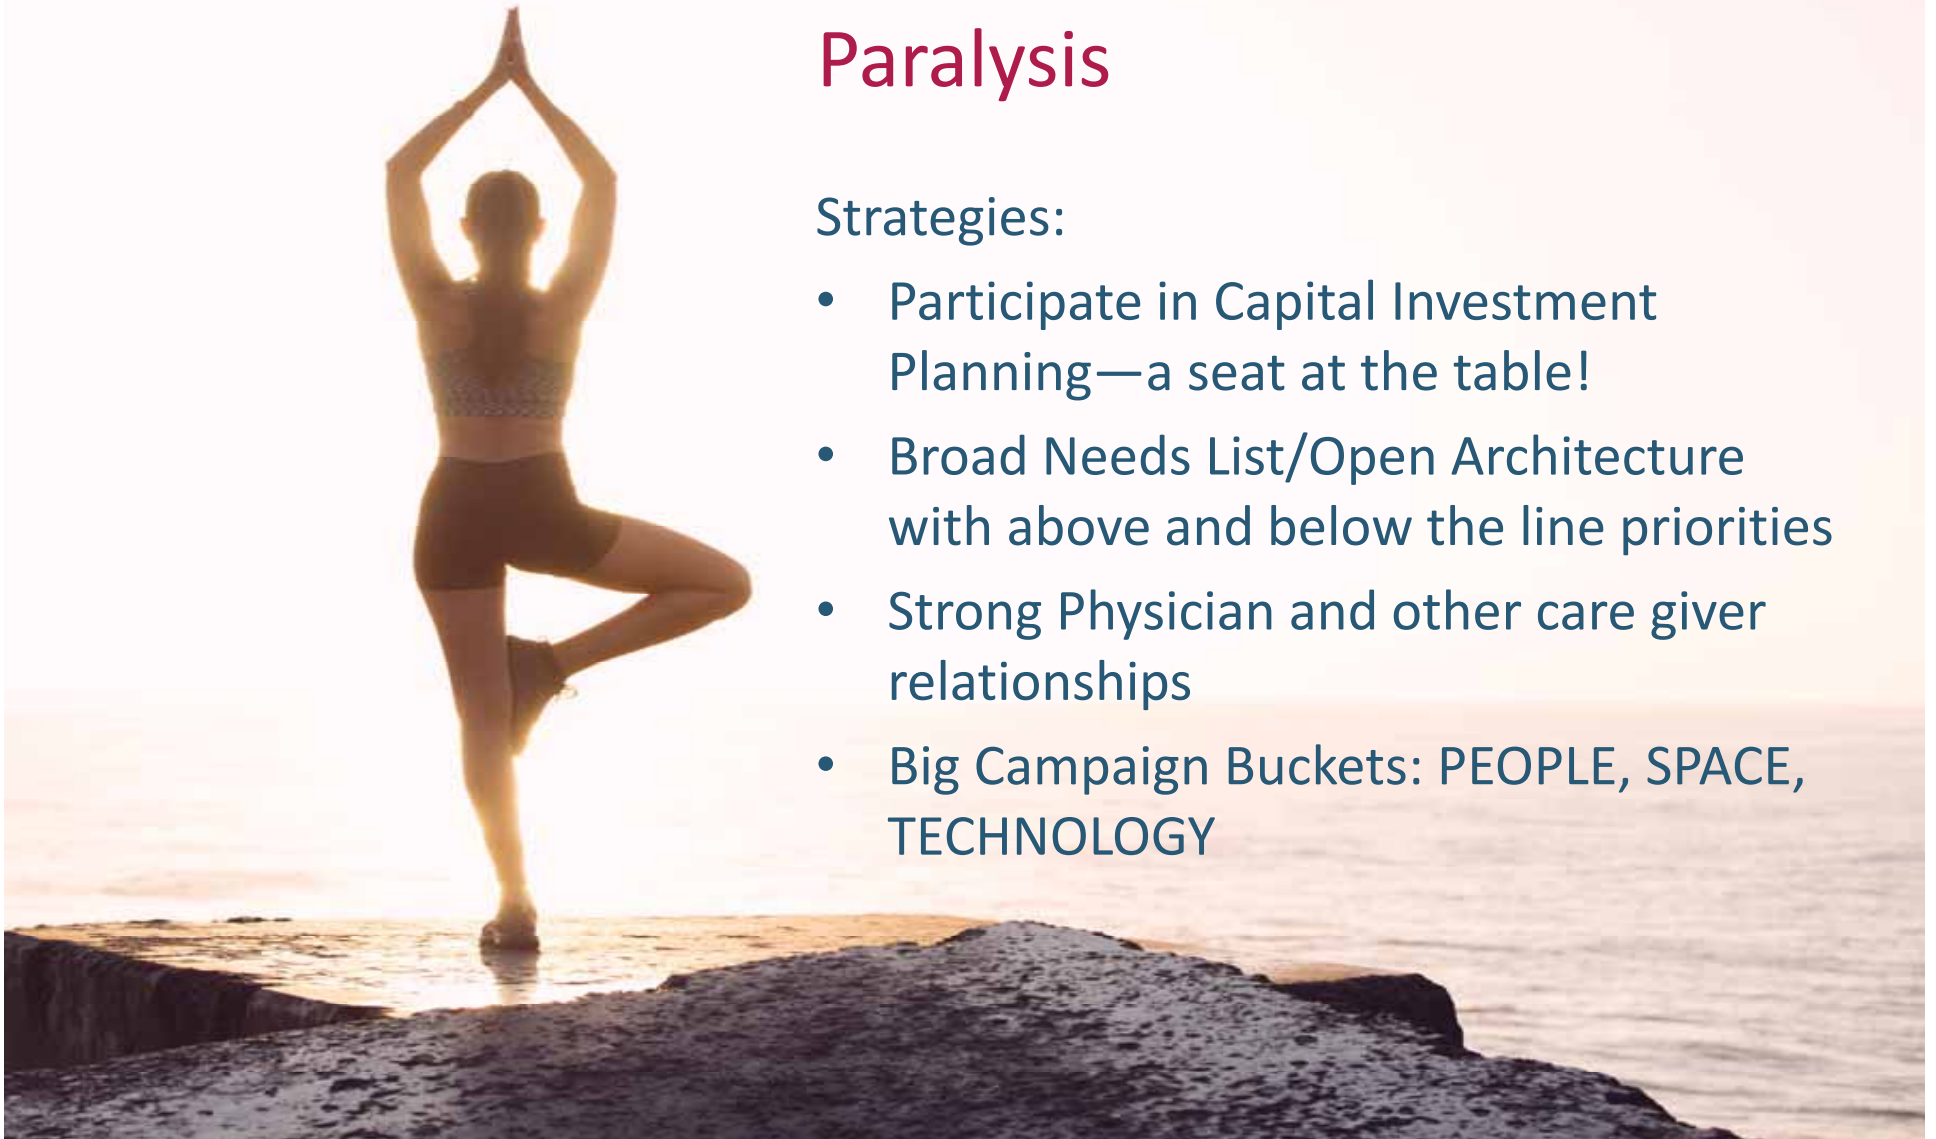 Paralysis
Strategies:
• Participate in Capital Investment
Planning—a seat at the table!
• Broad Needs List/Open Architecture
with above and below the line priorities
• Strong Physician and other care giver
relationships
• Big Campaign Buckets: PEOPLE, SPACE,
TECHNOLOGY